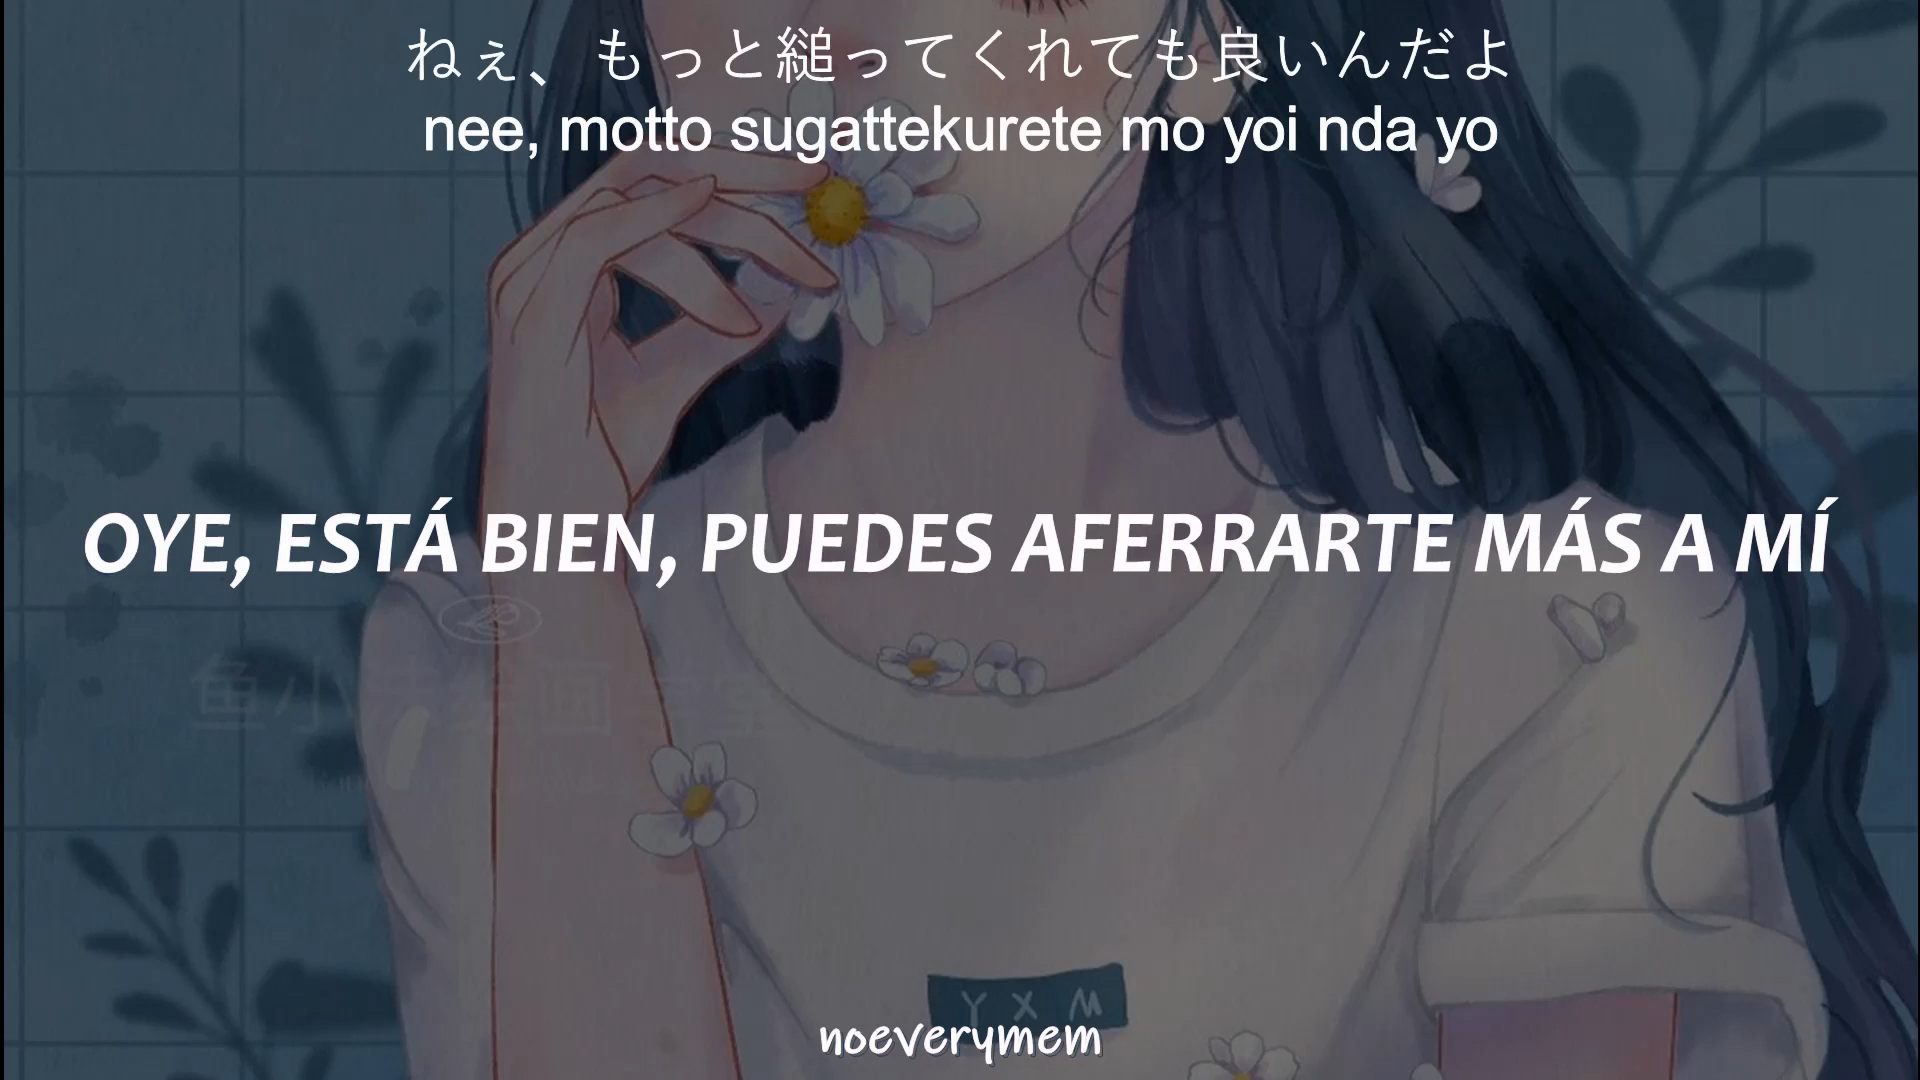 ねぇ、もっと縋ってくれても良いんだよ
nee, motto sugattekurete mo yoi nda yo
OYE, ESTÁ BIEN, PUEDES AFERRARTE MÁS A MÍ
Y X M
noeverymem